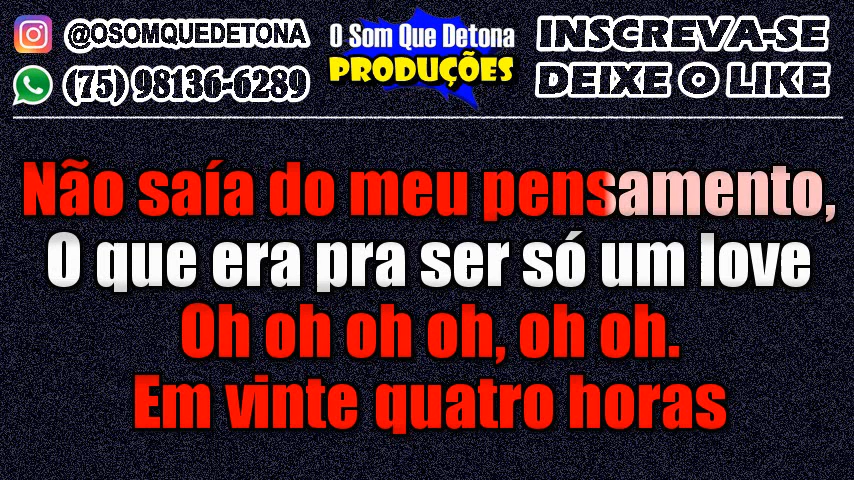 @OSOMQUEDETONA
O Som Que Detona
INSCREVA-SE
(75) 98136-6289
PRODUÇÕES
DEIXE O LIKE
Não saía do meu pensamento,
O que era pra ser só um love
Oh oh oh oh, oh oh.
Em vinte quatro horas